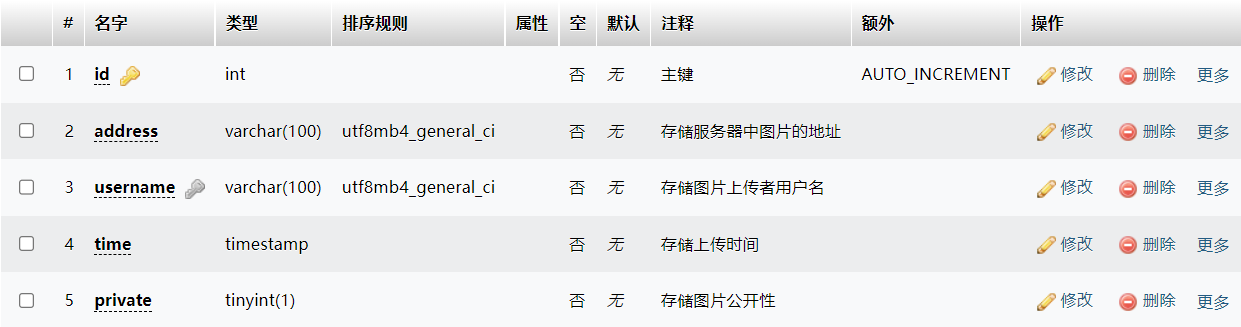 # 名字 类型 排序规则 属性 空 默认 注释 额外 操作
1 id int 否 无 主键 AUTO_INCREMENT 修改 删除 更多
2 address varchar(100) utf8mb4_general_ci 否 无 存储服务器中图片的地址 修改 删除 更多
3 username varchar(100) utf8mb4_general_ci 否 无 存储图片上传者用户名 修改 删除 更多
4 time timestamp 否 无 存储上传时间 修改 删除 更多
5 private tinyint(1) 否 无 存储图片公开性 修改 删除 更多